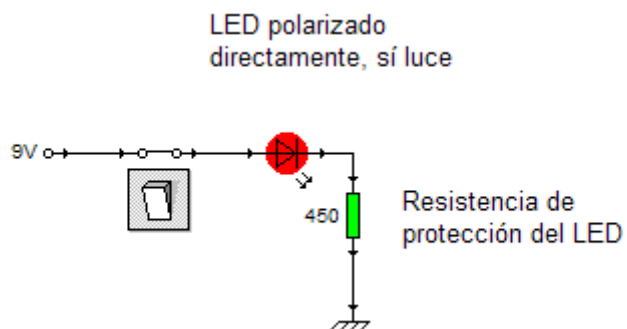 LED polarizado
directamente, sí luce
9V
450
Resistencia de
protección del LED